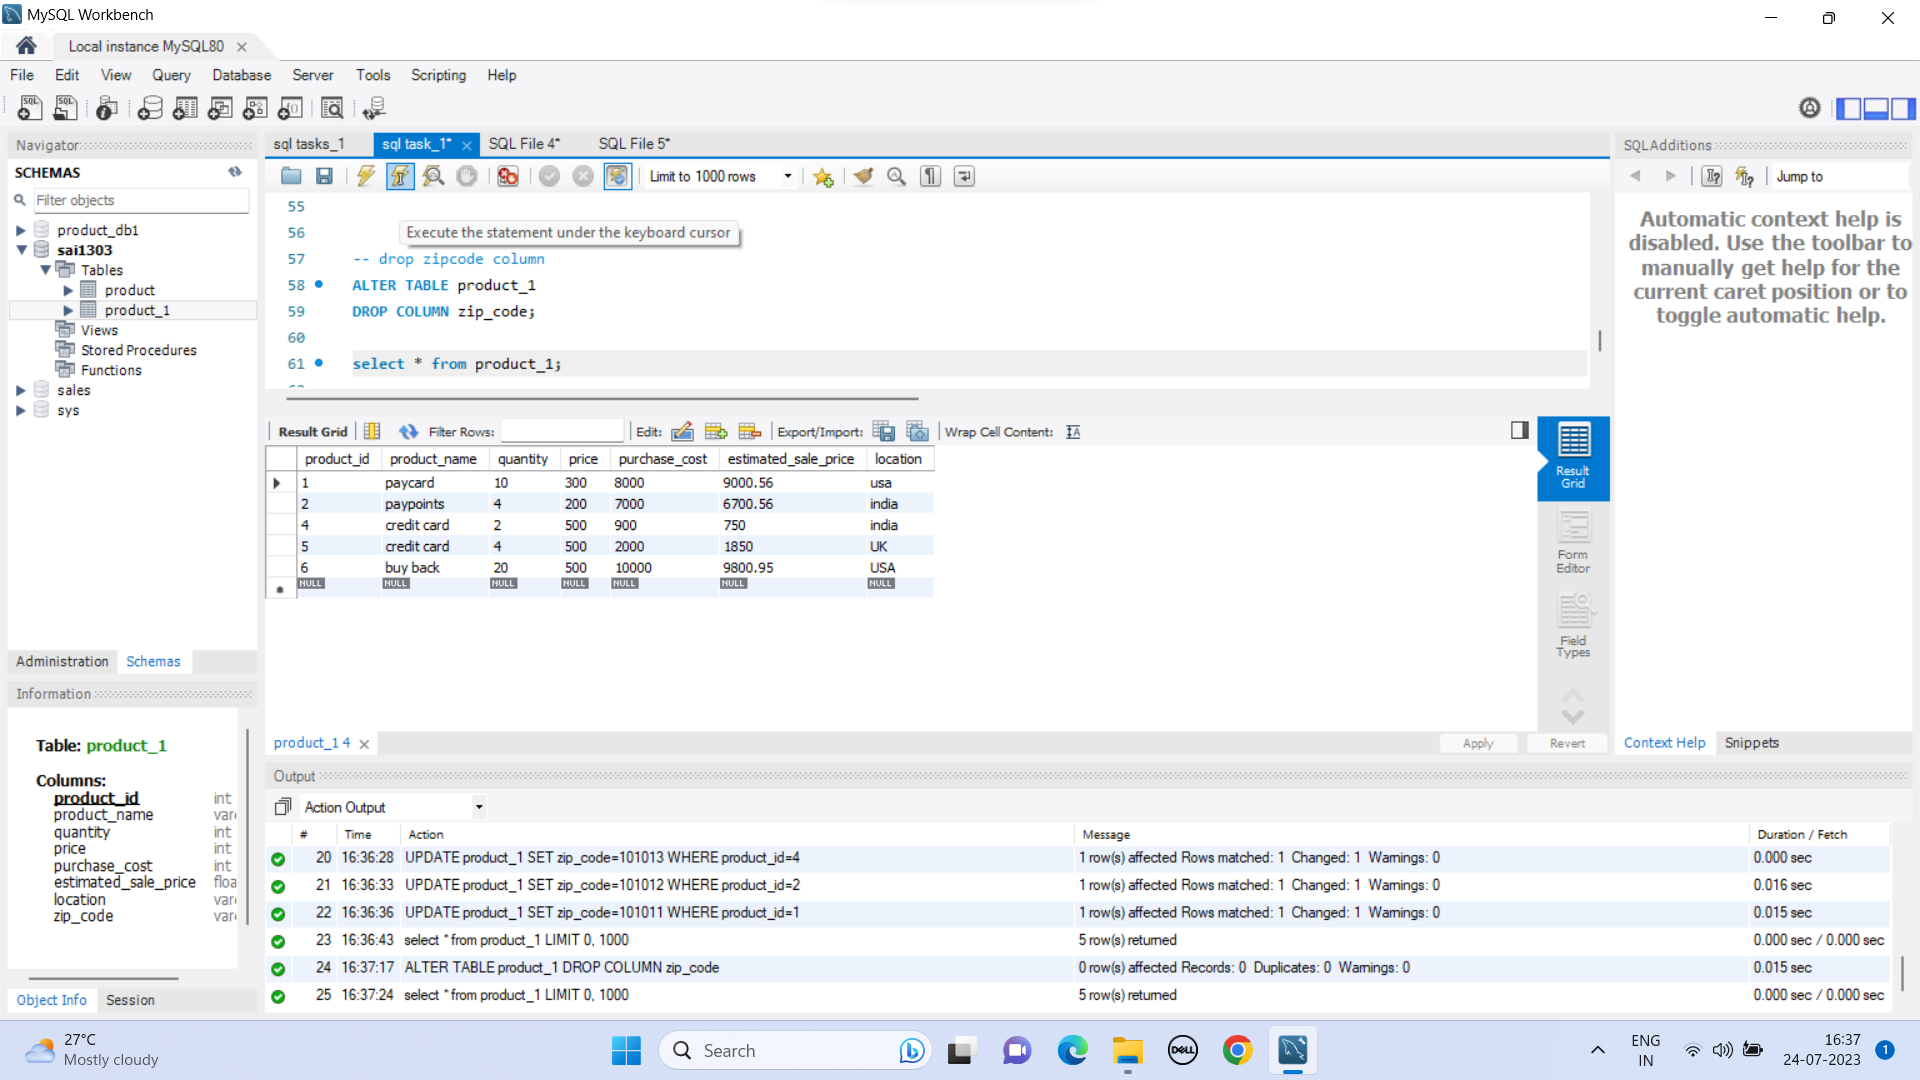 MySQL Workbench
Local instance MySQL80
File Edit View Query Database Server Tools Scripting Help
Navigator
SCHEMAS
Filter objects
product_db1
sai1303
Tables
product
product_1
Views
Stored Procedures
Functions
sales
sys
Administration Schemas
Information
Table: product_1
Columns:
product_id int
product_name varc
quantity int
price int
purchase_cost int
estimated_sale_price floa
location varc
zip_code varc
Object Info Session
sql tasks_1 sql task_1* SQL File 4* SQL File 5*
Limit to 1000 rows
55
56
Execute the statement under the keyboard cursor
57 -- drop zipcode column
58 ALTER TABLE product_1
59 DROP COLUMN zip_code;
60
61 select * from product_1;
Result Grid Filter Rows: Edit: Export/Import: Wrap Cell Content: IA
product_id product_name quantity price purchase_cost estimated_sale_price location
1 paycard 10 300 8000 9000.56 usa
2 paypoints 4 200 7000 6700.56 india
4 credit card 2 500 900 750 india
5 credit card 4 500 2000 1850 UK
6 buy back 20 500 10000 9800.95 USA
NULL NULL NULL NULL NULL NULL NULL
Result Grid
Form Editor
Field Types
product_1 4
Apply Revert
Output
Action Output
# Time Action Message Duration / Fetch
20 16:36:28 UPDATE product_1 SET zip_code=101013 WHERE product_id=4 1 row(s) affected Rows matched: 1 Changed: 1 Warnings: 0 0.000 sec
21 16:36:33 UPDATE product_1 SET zip_code=101012 WHERE product_id=2 1 row(s) affected Rows matched: 1 Changed: 1 Warnings: 0 0.016 sec
22 16:36:36 UPDATE product_1 SET zip_code=101011 WHERE product_id=1 1 row(s) affected Rows matched: 1 Changed: 1 Warnings: 0 0.015 sec
23 16:36:43 select * from product_1 LIMIT 0, 1000 5 row(s) returned 0.000 sec / 0.000 sec
24 16:37:17 ALTER TABLE product_1 DROP COLUMN zip_code 0 row(s) affected Records: 0 Duplicates: 0 Warnings: 0 0.015 sec
25 16:37:24 select * from product_1 LIMIT 0, 1000 5 row(s) returned 0.000 sec / 0.000 sec
SQLAdditions
Jump to
Automatic context help is
disabled. Use the toolbar to
manually get help for the
current caret position or to
toggle automatic help.
Context Help Snippets
27°C
Mostly cloudy
Search
DELL
ENG
IN
16:37
24-07-2023
1